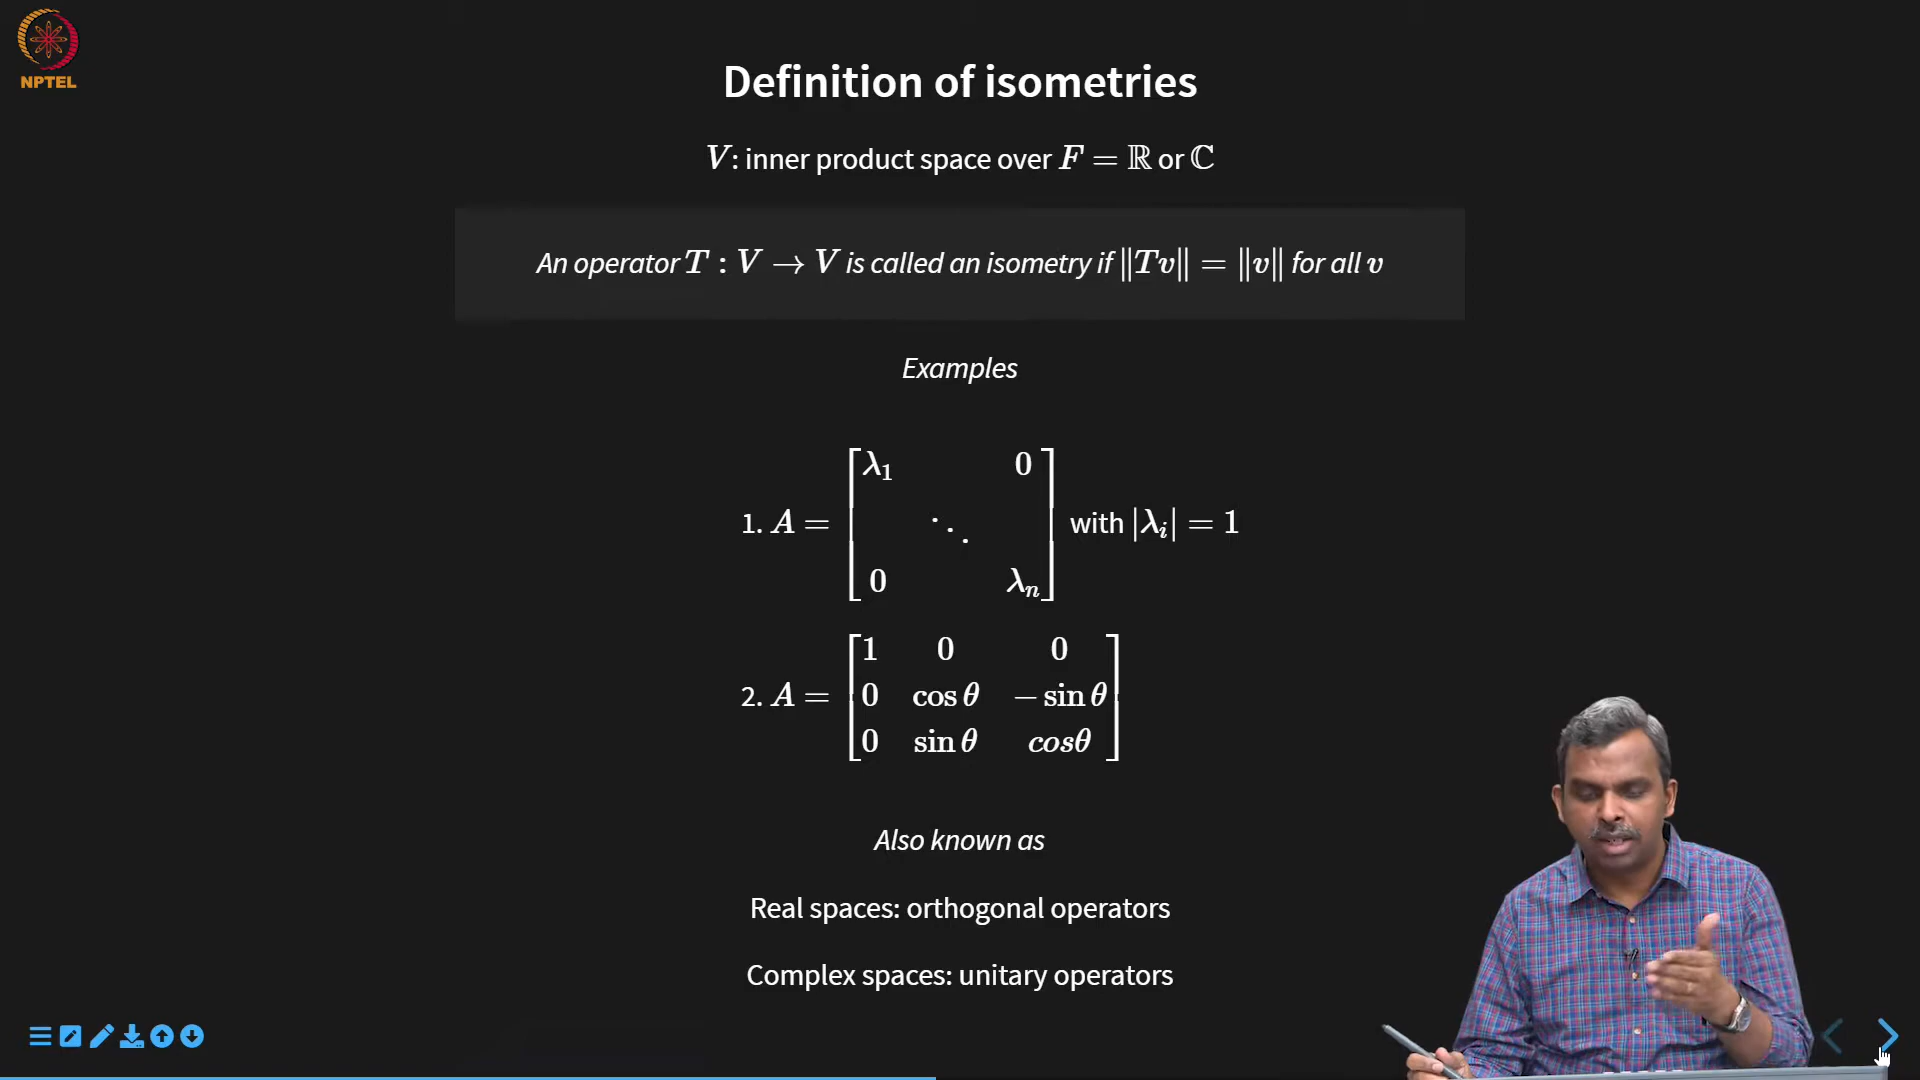 NPTEL
Definition of isometries
V: inner product space over F = ℝ or ℂ
An operator T : V → V is called an isometry if ‖Tv‖ = ‖v‖ for all v
Examples
1. A = [λ₁ 0 ⋱ 0 λₙ] with |λᵢ| = 1
2. A = [1 0 0
0 cos θ − sin θ
0 sin θ cosθ]
Also known as
Real spaces: orthogonal operators
Complex spaces: unitary operators